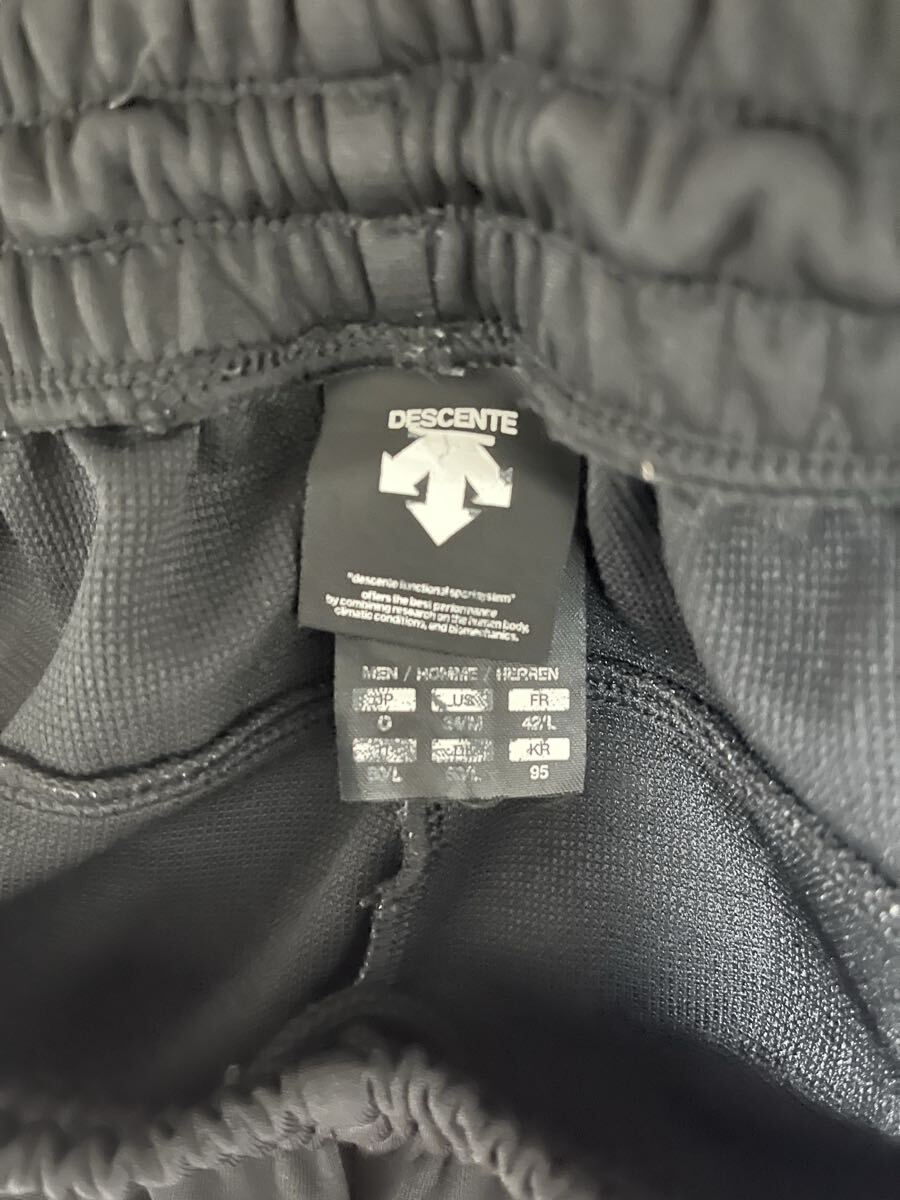 DESCENTE
"descente functional sport system"
offers the best performance
by combining research on the human body,
climatic conditions, and biomechanics.
MEN / HOMME / HERREN
JP US FR
34/M 42/L
KR
95